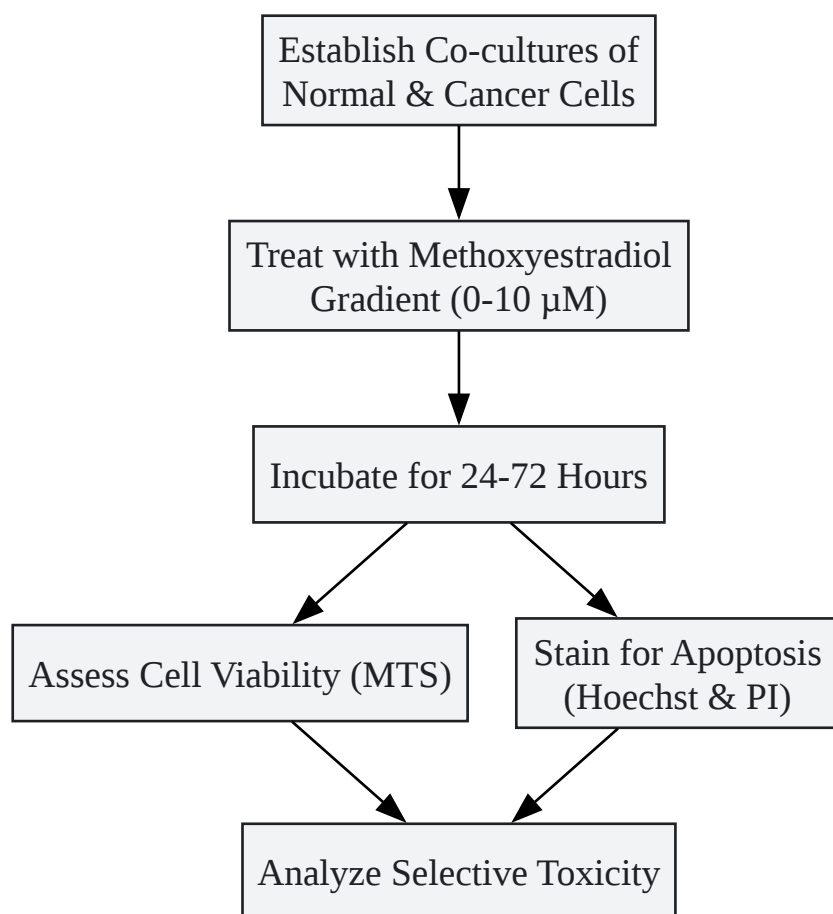 Establish Co-cultures of
Normal & Cancer Cells
Treat with Methoxyestradiol
Gradient (0-10 µM)
Incubate for 24-72 Hours
Assess Cell Viability (MTS)
Stain for Apoptosis
(Hoechst & PI)
Analyze Selective Toxicity